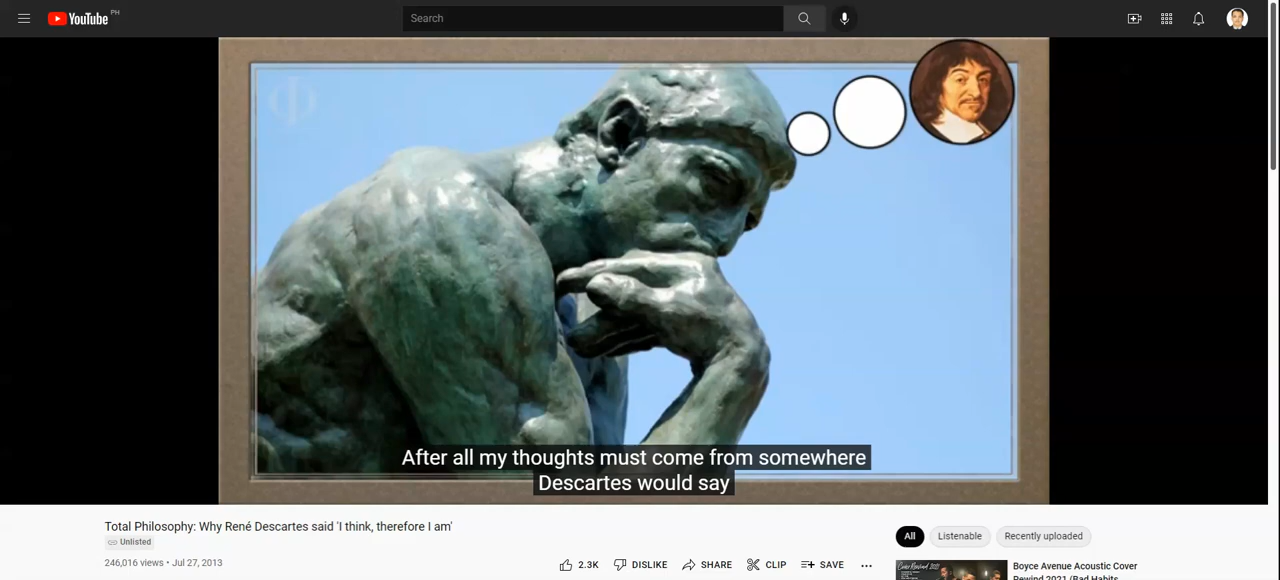 YouTube PH
Search
Φ
After all my thoughts must come from somewhere
Descartes would say
Total Philosophy: Why René Descartes said 'I think, therefore I am'
Unlisted
246,016 views • Jul 27, 2013
2.3K DISLIKE SHARE CLIP SAVE
All Listenable Recently uploaded
Boyce Avenue Acoustic Cover
Rewind 2021 (Bad Habits,